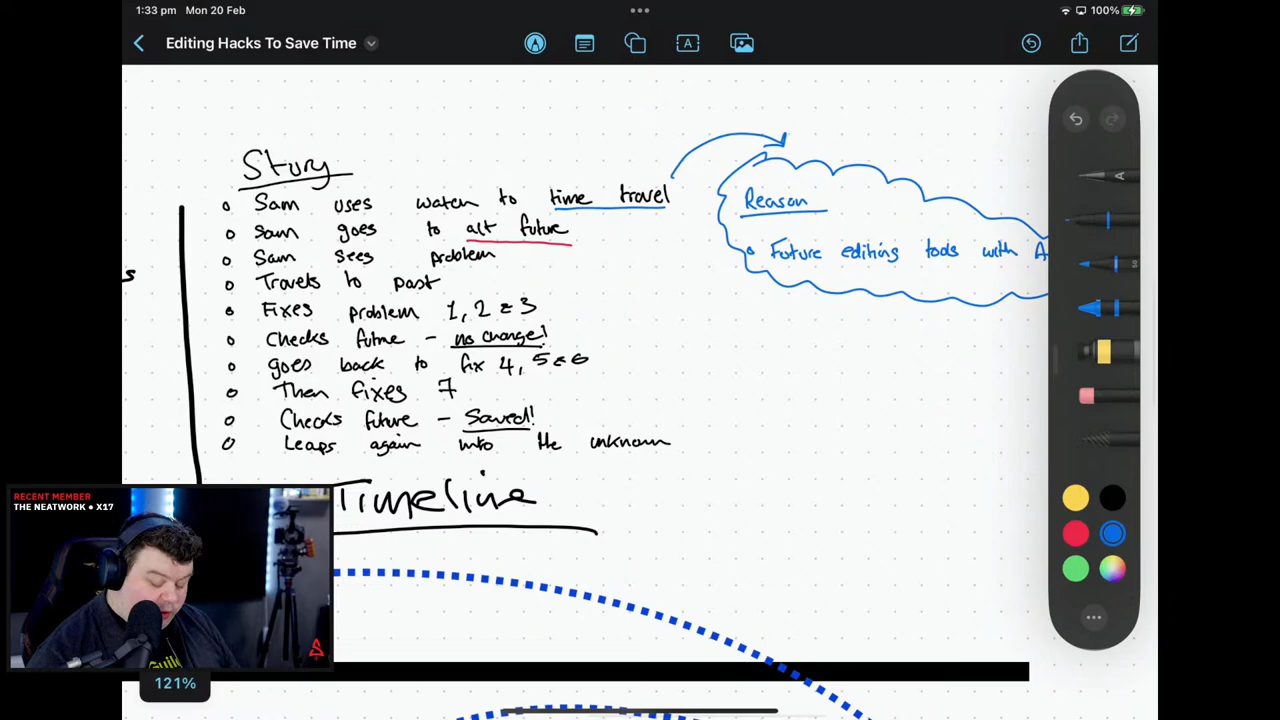 1:33 pm Mon 20 Feb
100%
Editing Hacks To Save Time
A
Story
Sam uses watch to time travel
Sam goes to alt future
Sam sees problem
Travels to past
Fixes problem 1, 2 & 3
Checks future - no change!
goes back to fix 4, 5 & 6
Then fixes 7
Checks future - Saved!
Leaps again into the unknown
s
Reason
Future editing tools with A
A
50
Timeline
RECENT MEMBER
THE NEATWORK • X17
121%